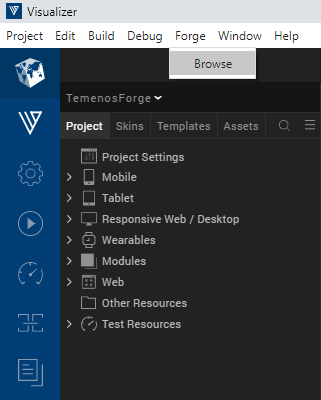 Visualizer
Project Edit Build Debug Forge Window Help
Browse
TemenosForge
Project Skins Templates Assets
Project Settings
Mobile
Tablet
Responsive Web / Desktop
Wearables
Modules
Web
Other Resources
Test Resources